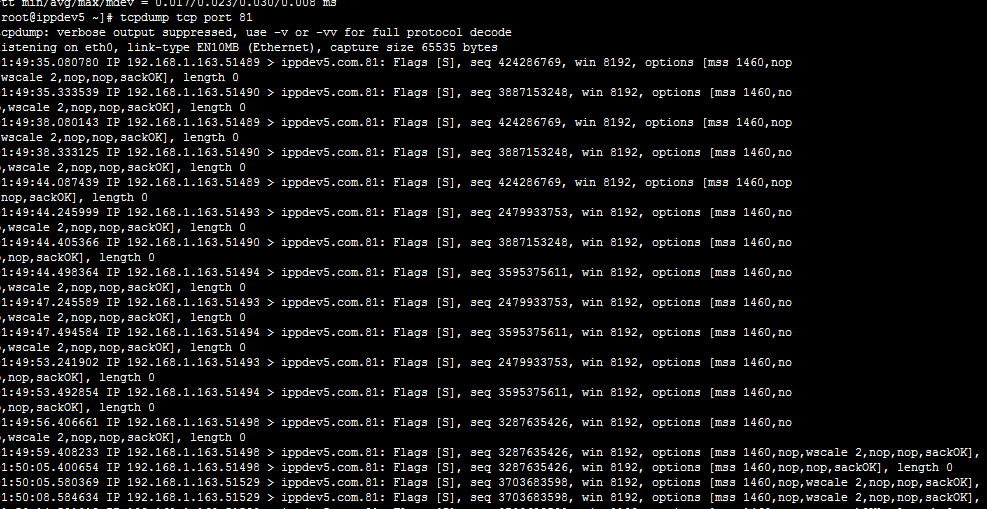 tt min/avg/max/mdev = 0.017/0.023/0.030/0.008 ms
root@ippdev5 ~]# tcpdump tcp port 81
cpdump: verbose output suppressed, use -v or -vv for full protocol decode
istening on eth0, link-type EN10MB (Ethernet), capture size 65535 bytes
1:49:35.080780 IP 192.168.1.163.51489 > ippdev5.com.81: Flags [S], seq 424286769, win 8192, options [mss 1460,nop
wscale 2,nop,nop,sackOK], length 0
1:49:35.333539 IP 192.168.1.163.51490 > ippdev5.com.81: Flags [S], seq 3887153248, win 8192, options [mss 1460,no
,wscale 2,nop,nop,sackOK], length 0
1:49:38.080143 IP 192.168.1.163.51489 > ippdev5.com.81: Flags [S], seq 424286769, win 8192, options [mss 1460,nop
wscale 2,nop,nop,sackOK], length 0
1:49:38.333125 IP 192.168.1.163.51490 > ippdev5.com.81: Flags [S], seq 3887153248, win 8192, options [mss 1460,no
,wscale 2,nop,nop,sackOK], length 0
1:49:44.087439 IP 192.168.1.163.51489 > ippdev5.com.81: Flags [S], seq 424286769, win 8192, options [mss 1460,nop
nop,sackOK], length 0
1:49:44.245999 IP 192.168.1.163.51493 > ippdev5.com.81: Flags [S], seq 2479933753, win 8192, options [mss 1460,no
,wscale 2,nop,nop,sackOK], length 0
1:49:44.405366 IP 192.168.1.163.51490 > ippdev5.com.81: Flags [S], seq 3887153248, win 8192, options [mss 1460,no
,nop,sackOK], length 0
1:49:44.498364 IP 192.168.1.163.51494 > ippdev5.com.81: Flags [S], seq 3595375611, win 8192, options [mss 1460,no
,wscale 2,nop,nop,sackOK], length 0
1:49:47.245589 IP 192.168.1.163.51493 > ippdev5.com.81: Flags [S], seq 2479933753, win 8192, options [mss 1460,no
,wscale 2,nop,nop,sackOK], length 0
1:49:47.494584 IP 192.168.1.163.51494 > ippdev5.com.81: Flags [S], seq 3595375611, win 8192, options [mss 1460,no
,wscale 2,nop,nop,sackOK], length 0
1:49:53.241902 IP 192.168.1.163.51493 > ippdev5.com.81: Flags [S], seq 2479933753, win 8192, options [mss 1460,no
,nop,sackOK], length 0
1:49:53.492854 IP 192.168.1.163.51494 > ippdev5.com.81: Flags [S], seq 3595375611, win 8192, options [mss 1460,no
,nop,sackOK], length 0
1:49:56.406661 IP 192.168.1.163.51498 > ippdev5.com.81: Flags [S], seq 3287635426, win 8192, options [mss 1460,no
,wscale 2,nop,nop,sackOK], length 0
1:49:59.408233 IP 192.168.1.163.51498 > ippdev5.com.81: Flags [S], seq 3287635426, win 8192, options [mss 1460,nop,wscale 2,nop,nop,sackOK],
1:50:05.400654 IP 192.168.1.163.51498 > ippdev5.com.81: Flags [S], seq 3287635426, win 8192, options [mss 1460,nop,nop,sackOK], length 0
1:50:05.580369 IP 192.168.1.163.51529 > ippdev5.com.81: Flags [S], seq 3703683598, win 8192, options [mss 1460,nop,wscale 2,nop,nop,sackOK],
1:50:08.584634 IP 192.168.1.163.51529 > ippdev5.com.81: Flags [S], seq 3703683598, win 8192, options [mss 1460,nop,wscale 2,nop,nop,sackOK],